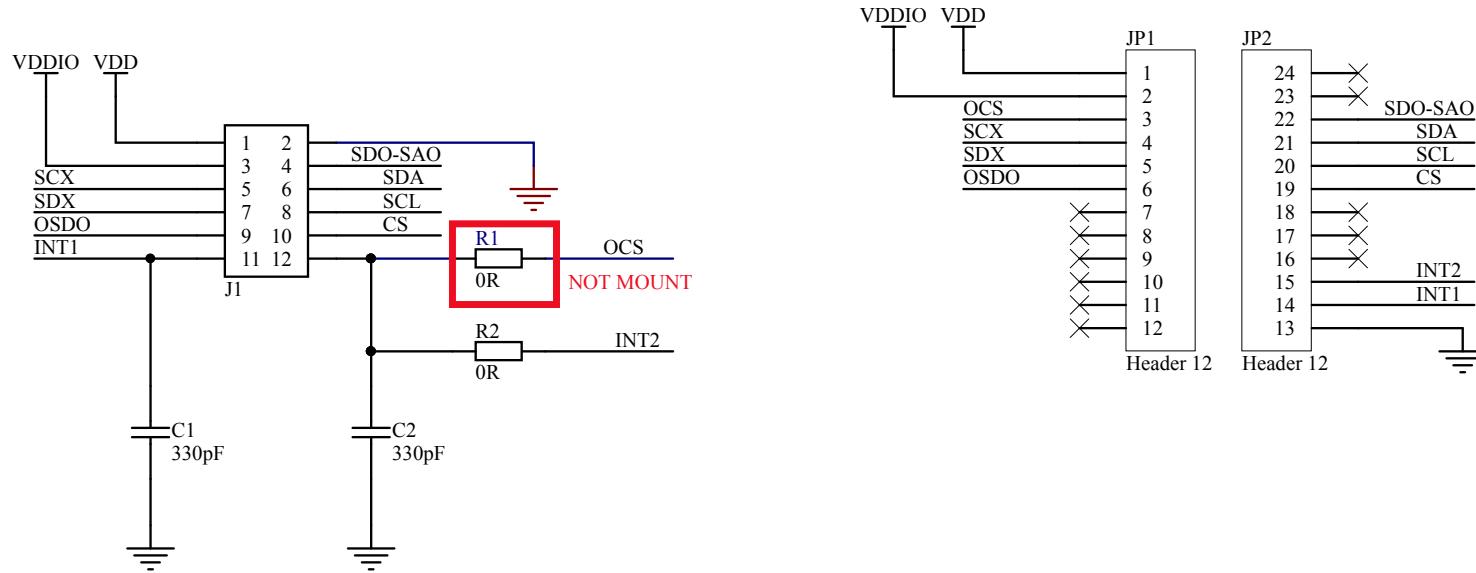 VDDIO VDD
1 2
3 4 SDO-SAO
SCX 5 6 SDA
SDX 7 8 SCL
OSDO 9 10 CS
INT1 11 12
J1
R1
0R
OCS
NOT MOUNT
R2
0R
INT2
C1
330pF
C2
330pF
VDDIO VDD
JP1
1
2
OCS 3
SCX 4
SDX 5
OSDO 6
7
8
9
10
11
12
Header 12
JP2
24
23
22 SDO-SAO
21 SDA
20 SCL
19 CS
18
17
16
15 INT2
14 INT1
13
Header 12